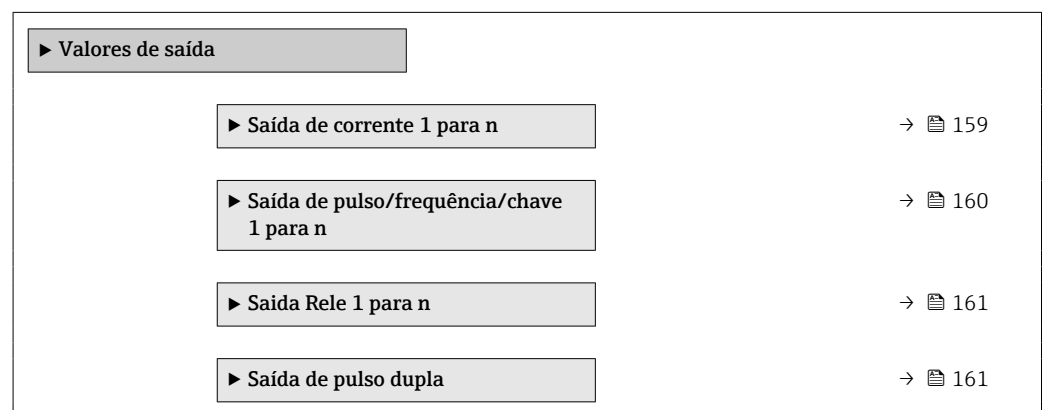 ▶ Valores de saída
▶ Saída de corrente 1 para n → 159
▶ Saída de pulso/frequência/chave → 160
1 para n
▶ Saida Rele 1 para n → 161
▶ Saída de pulso dupla → 161